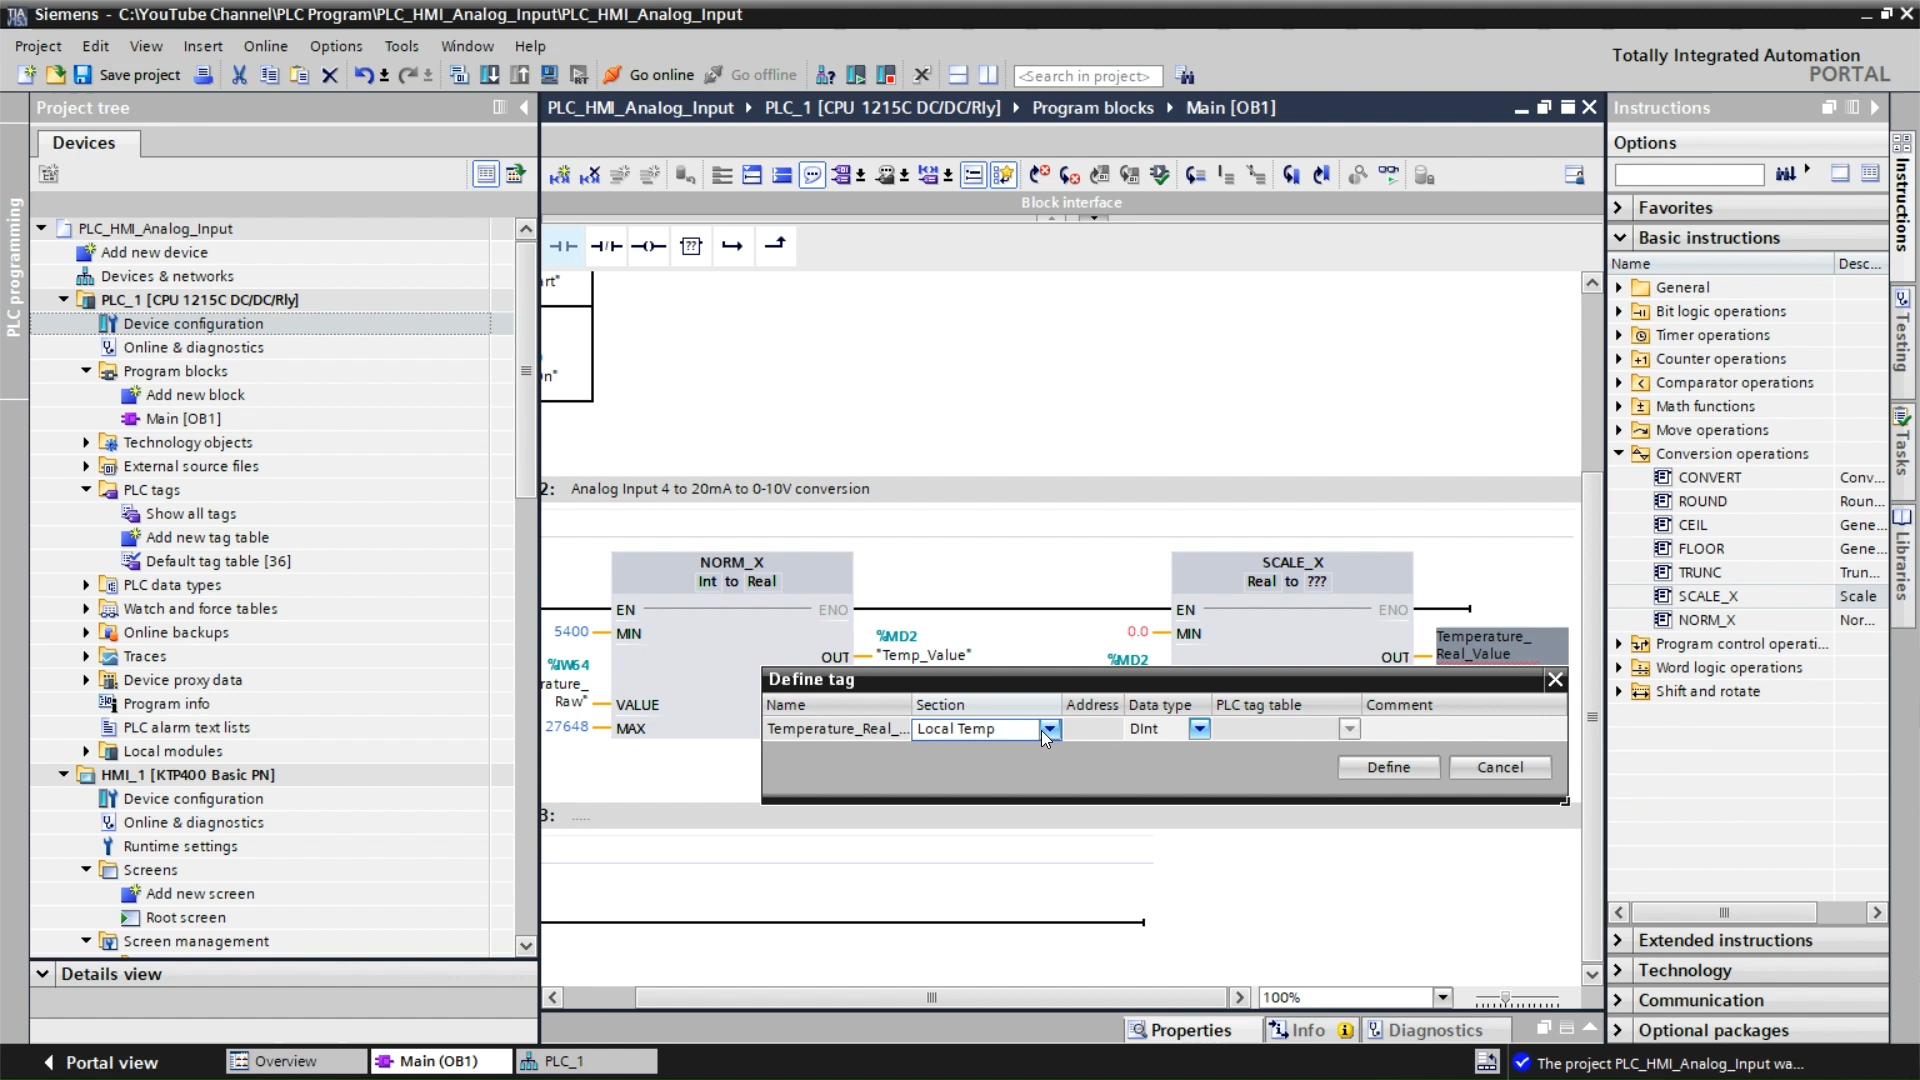 Siemens - C:\YouTube Channel\PLC Program\PLC_HMI_Analog_Input\PLC_HMI_Analog_Input
Project Edit View Insert Online Options Tools Window Help
Totally Integrated Automation
PORTAL
Save project Go online Go offline <Search in project>
Project tree
PLC_HMI_Analog_Input PLC_1 [CPU 1215C DC/DC/Rly] Program blocks Main [OB1]
Instructions
Devices
Options
PLC programming
Block interface
PLC_HMI_Analog_Input
Add new device
Devices & networks
PLC_1 [CPU 1215C DC/DC/Rly]
Device configuration
Online & diagnostics
Program blocks
Add new block
Main [OB1]
Technology objects
External source files
PLC tags
Show all tags
Add new tag table
Default tag table [36]
PLC data types
Watch and force tables
Online backups
Traces
Device proxy data
Program info
PLC alarm text lists
Local modules
HMI_1 [KTP400 Basic PN]
Device configuration
Online & diagnostics
Runtime settings
Screens
Add new screen
Root screen
Screen management
Details view
art"
on"
2: Analog Input 4 to 20mA to 0-10V conversion
NORM_X
Int to Real
EN ENO
5400 MIN
%MD2
"Temp_Value"
OUT
%IW64
rature_
Raw" VALUE
27648 MAX
SCALE_X
Real to ???
EN ENO
0.0 MIN
%MD2
OUT
Temperature_
Real_Value
Define tag
Name Section Address Data type PLC tag table Comment
Temperature_Real_... Local Temp DInt
Define Cancel
3: .....
100%
Properties Info Diagnostics
Favorites
Basic instructions
Name Desc...
General
Bit logic operations
Timer operations
Counter operations
Comparator operations
Math functions
Move operations
Conversion operations
CONVERT Conv...
ROUND Roun...
CEIL Gene...
FLOOR Gene...
TRUNC Trun...
SCALE_X Scale
NORM_X Nor...
Program control operati...
Word logic operations
Shift and rotate
Extended instructions
Technology
Communication
Optional packages
Instructions
Testing
Tasks
Libraries
Portal view Overview Main (OB1) PLC_1 The project PLC_HMI_Analog_Input wa...